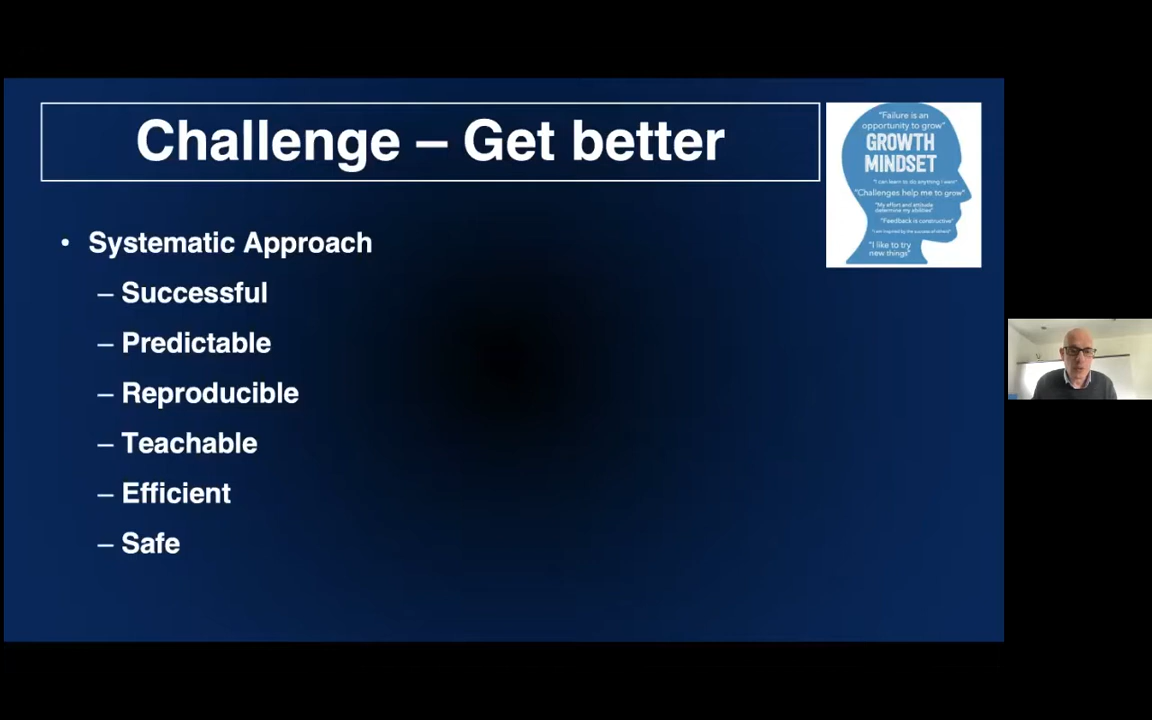 Challenge – Get better
"Failure is an
opportunity to grow"
GROWTH
MINDSET
"I can learn to do anything I want"
"Challenges help me to grow"
"My effort and attitude
determine my abilities"
"Feedback is constructive"
"I am inspired by the success of others"
"I like to try
new things"
• Systematic Approach
– Successful
– Predictable
– Reproducible
– Teachable
– Efficient
– Safe